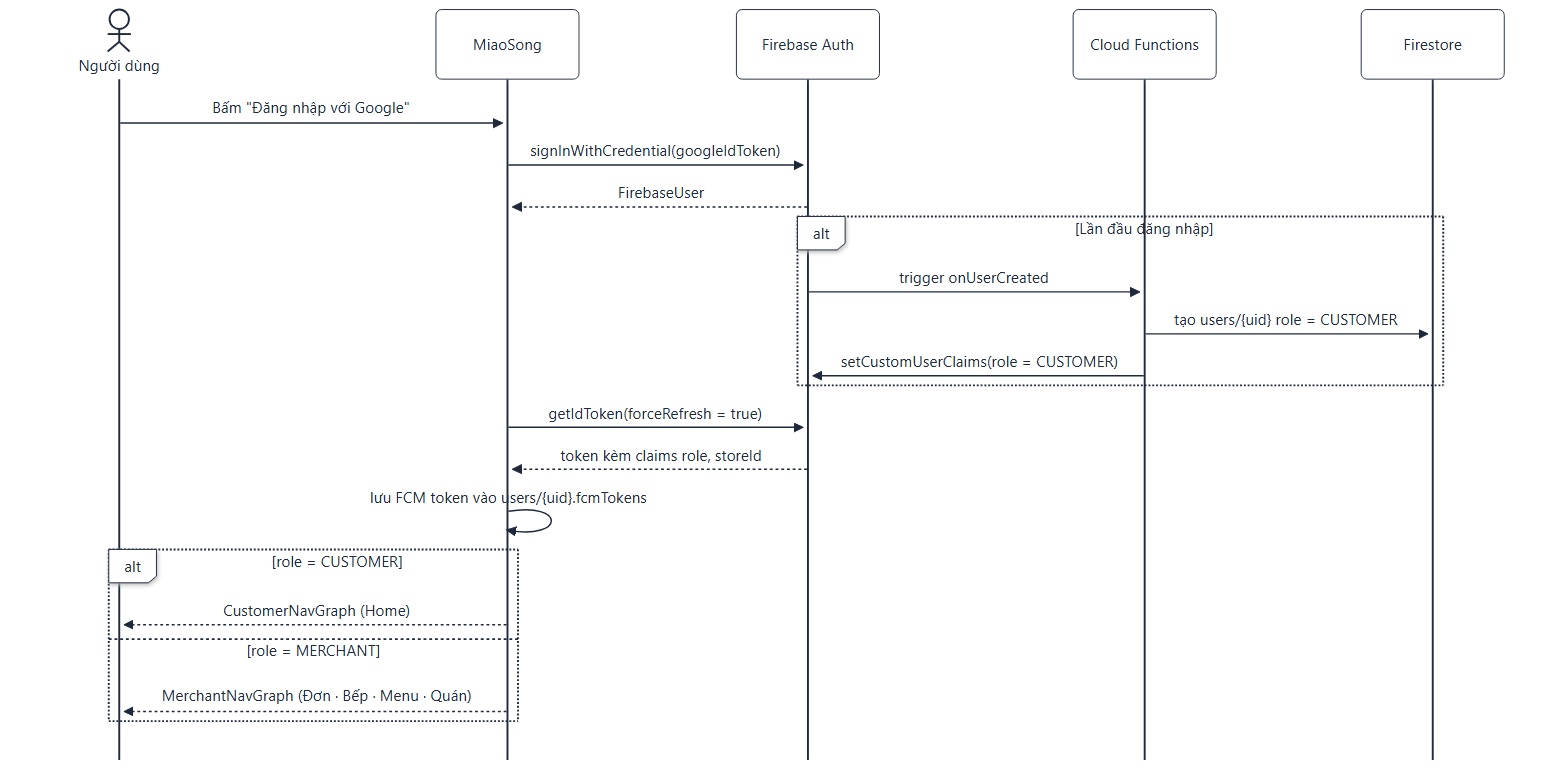 Người dùng
MiaoSong
Firebase Auth
Cloud Functions
Firestore
Bấm "Đăng nhập với Google"
signInWithCredential(googleIdToken)
FirebaseUser
alt
[Lần đầu đăng nhập]
trigger onUserCreated
tạo users/{uid} role = CUSTOMER
setCustomUserClaims(role = CUSTOMER)
getIdToken(forceRefresh = true)
token kèm claims role, storeId
lưu FCM token vào users/{uid}.fcmTokens
alt
[role = CUSTOMER]
CustomerNavGraph (Home)
[role = MERCHANT]
MerchantNavGraph (Đơn · Bếp · Menu · Quán)